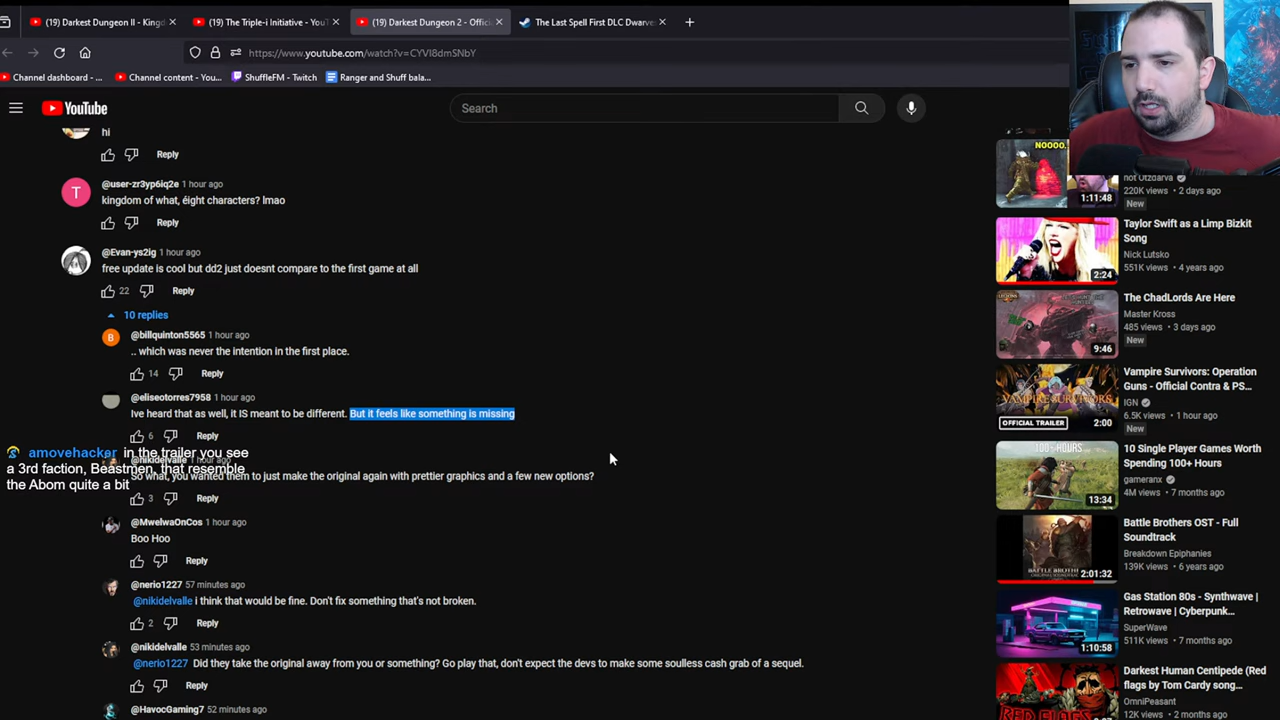 (19) Darkest Dungeon II - Kingd
(19) The Triple-i Initiative - YouT
(19) Darkest Dungeon 2 - Offici
The Last Spell First DLC Dwarve
https://www.youtube.com/watch?v=CYVI8dmSNbY
Channel dashboard - ...
Channel content - You...
ShuffleFM - Twitch
Ranger and Shuff bala...
YouTube
Search
hi
Reply
@user-zr3yp6iq2e 1 hour ago
T
kingdom of what, éight characters? lmao
Reply
@Evan-ys2ig 1 hour ago
free update is cool but dd2 just doesnt compare to the first game at all
22 Reply
10 replies
@billquinton5565 1 hour ago
B
.. which was never the intention in the first place.
14 Reply
@eliseotorres7958 1 hour ago
Ive heard that as well, it IS meant to be different. But it feels like something is missing
6 Reply
amovehacker in the trailer you see
a 3rd faction, Beastmen, that resemble
the Abom quite a bit
@nikidelvalle 1 hour ago
So what, you wanted them to just make the original again with prettier graphics and a few new options?
3 Reply
@MwelwaOnCos 1 hour ago
Boo Hoo
Reply
@nerio1227 57 minutes ago
@nikidelvalle i think that would be fine. Don't fix something that's not broken.
2 Reply
@nikidelvalle 53 minutes ago
@nerio1227 Did they take the original away from you or something? Go play that, don't expect the devs to make some soulless cash grab of a sequel.
Reply
@HavocGaming7 52 minutes ago
NOOOO,
1:11:48
not Otzdarva
220K views • 2 days ago
New
2:24
Taylor Swift as a Limp Bizkit
Song
Nick Lutsko
551K views • 4 years ago
9:46
The ChadLords Are Here
Master Kross
485 views • 3 days ago
New
VAMPIRE SURVIVORS:
OFFICIAL TRAILER
2:00
Vampire Survivors: Operation
Guns - Official Contra & PS...
IGN
6.5K views • 1 hour ago
New
100+ HOURS
13:34
10 Single Player Games Worth
Spending 100+ Hours
gameranx
4M views • 7 months ago
BATTLE BROTHERS
2:01:32
Battle Brothers OST - Full
Soundtrack
Breakdown Epiphanies
139K views • 6 years ago
1:10:58
Gas Station 80s - Synthwave |
Retrowave | Cyberpunk...
SuperWave
511K views • 7 months ago
RED FLAGS
Darkest Human Centipede (Red
flags by Tom Cardy song...
OmniPeasant
12K views • 2 months ago